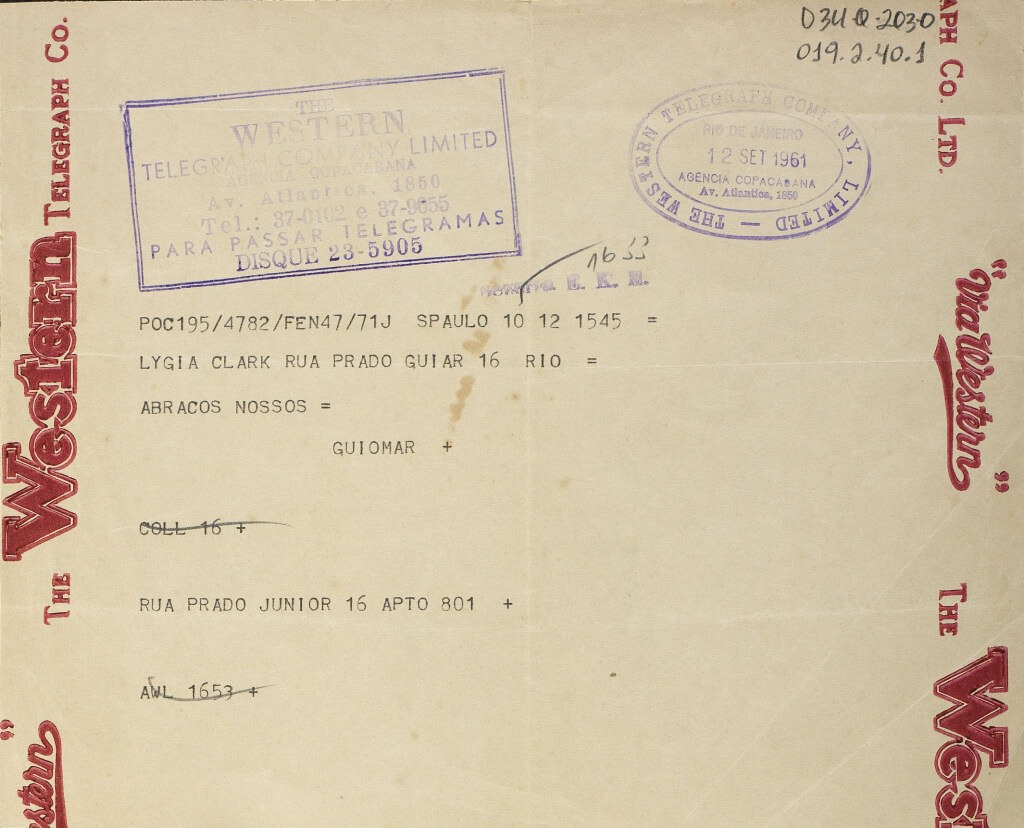 D34Q-2030
019.2.40.1
THE
WESTERN
TELEGRAPH COMPANY LIMITED
AGENCIA COPACABANA
Av. Atlantica, 1850
Tel.: 37-0102 e 37-9655
PARA PASSAR TELEGRAMAS
DISQUE 23-5905
THE WESTERN TELEGRAPH COMPANY, LIMITED —
RIO DE JANEIRO
12 SET 1961
AGENCIA COPACABANA
Av. Atlantica, 1850
1653
E. K. E.
POC195/4782/FEN47/71J SPAULO 10 12 1545 =
LYGIA CLARK RUA PRADO GUIAR 16 RIO =
ABRACOS NOSSOS =
GUIOMAR +
COLL 16 +
RUA PRADO JUNIOR 16 APTO 801 +
AWL 1653 +
THE Western TELEGRAPH CO.
stern"
APH CO. LTD.
"Via Western"
THE West